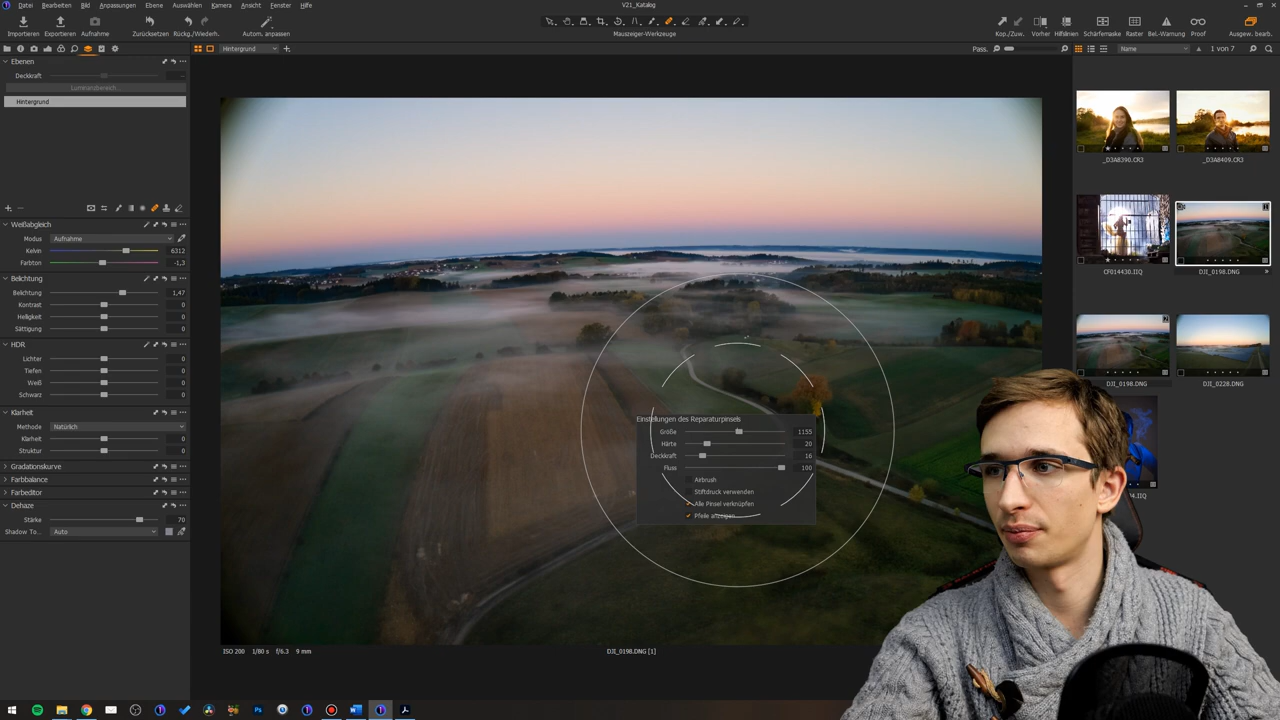 V21_Katalog
Datei Bearbeiten Bild Anpassungen Ebene Auswählen Kamera Ansicht Fenster Hilfe
Importieren Exportieren Aufnahme Zurücksetzen Rückg./Wiederh. Autom. anpassen Mauszeiger-Werkzeuge Kop./Zuw. Vorher Hilfslinien Schärfemaske Raster Bel.-Warnung Proof Ausgew. bearb.
Hintergrund Pass. Name 1 von 7
Ebenen
Deckkraft
Luminanzbereich...
Hintergrund
Weißabgleich
Modus Aufnahme
Kelvin 6312
Farbton -1,3
Belichtung
Belichtung 1,47
Kontrast 0
Helligkeit 0
Sättigung 0
HDR
Lichter 0
Tiefen 0
Weiß 0
Schwarz 0
Klarheit
Methode Natürlich
Klarheit 0
Struktur 0
Gradationskurve
Farbbalance
Farbeditor
Dehaze
Stärke 70
Shadow To... Auto
Einstellungen des Reparaturpinsels
Größe 1155
Härte 20
Deckkraft 16
Fluss 100
Airbrush
Stiftdruck verwenden
Alle Pinsel verknüpfen
Pfeile anzeigen
ISO 200 1/80 s f/6.3 9 mm
DJI_0198.DNG [1]
_D3A8390.CR3 _D3A8409.CR3
CF014430.IIQ DJI_0198.DNG
DJI_0198.DNG DJI_0228.DNG